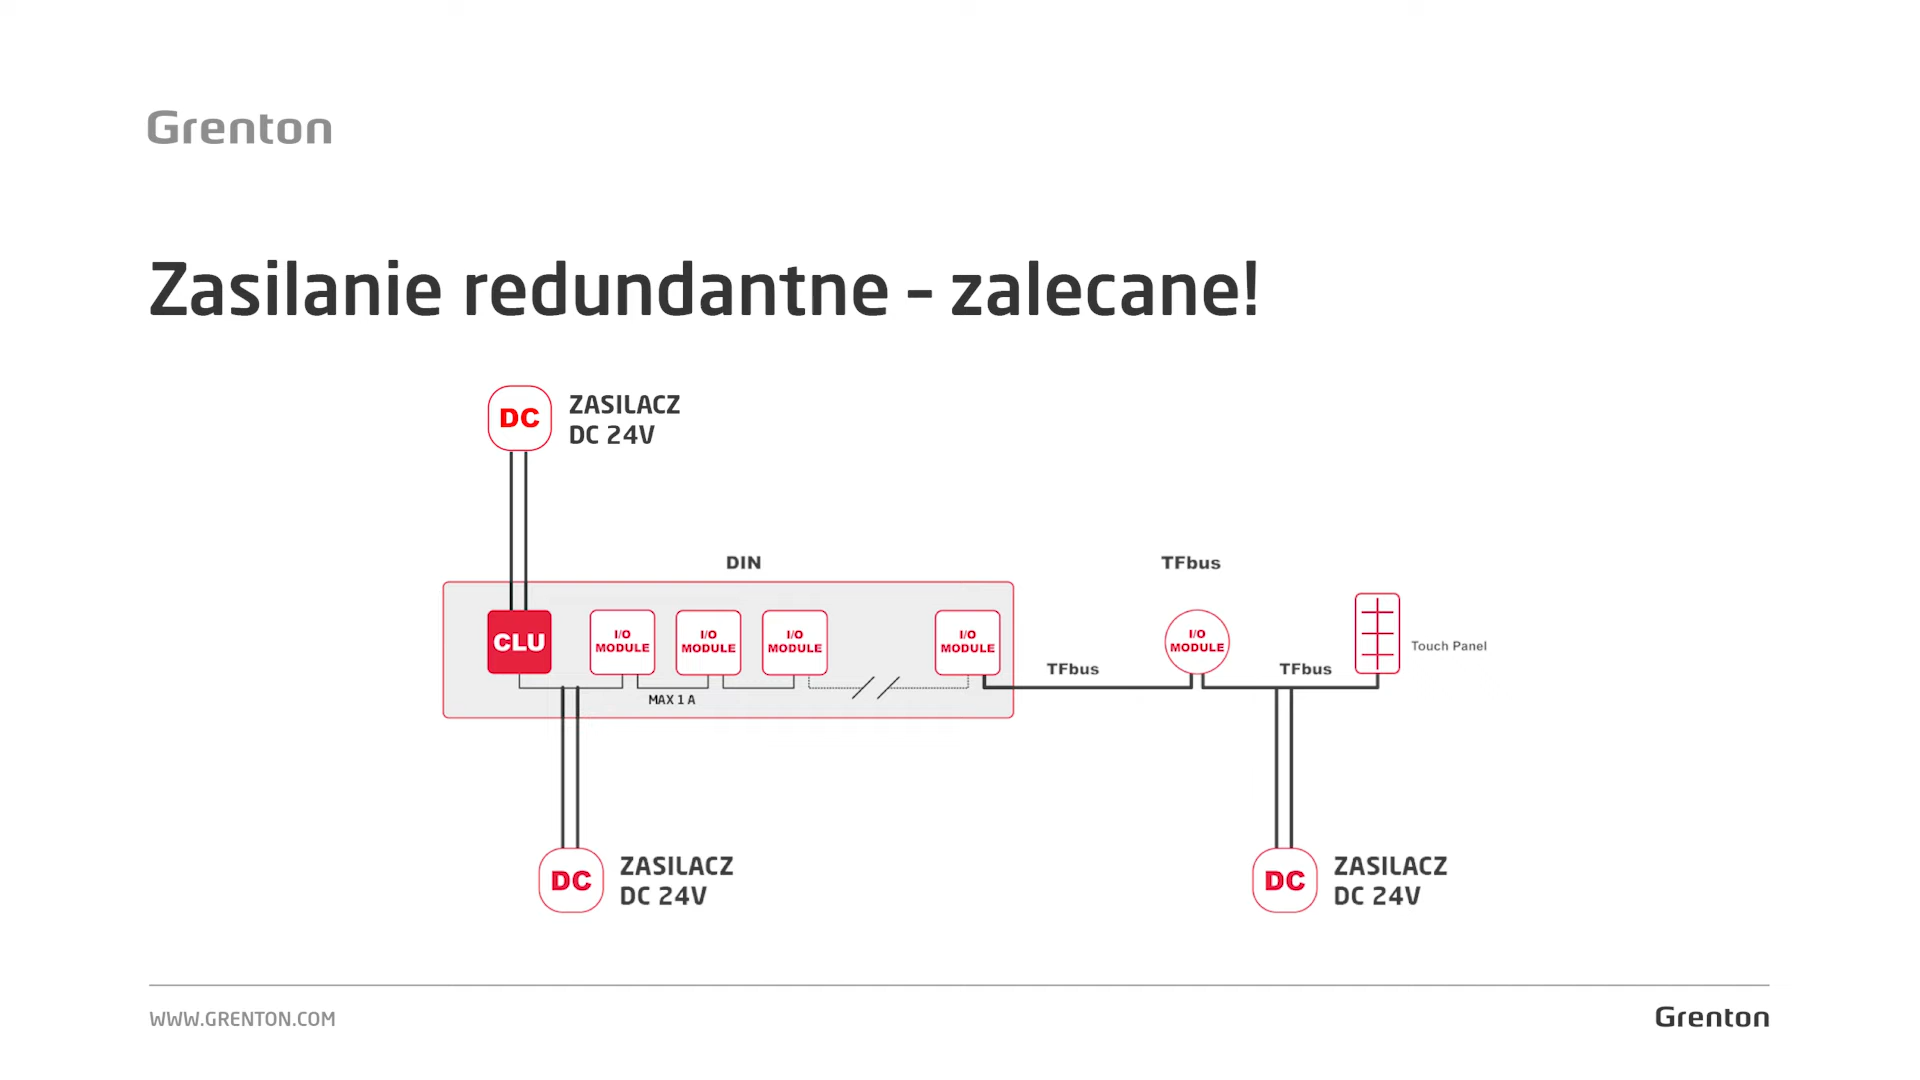 Grenton
Zasilanie redundantne – zalecane!
DC
ZASILACZ
DC 24V
DIN
TFbus
CLU
I/O
MODULE
I/O
MODULE
I/O
MODULE
I/O
MODULE
I/O
MODULE
Touch Panel
TFbus
TFbus
MAX 1 A
DC
ZASILACZ
DC 24V
DC
ZASILACZ
DC 24V
WWW.GRENTON.COM
Grenton